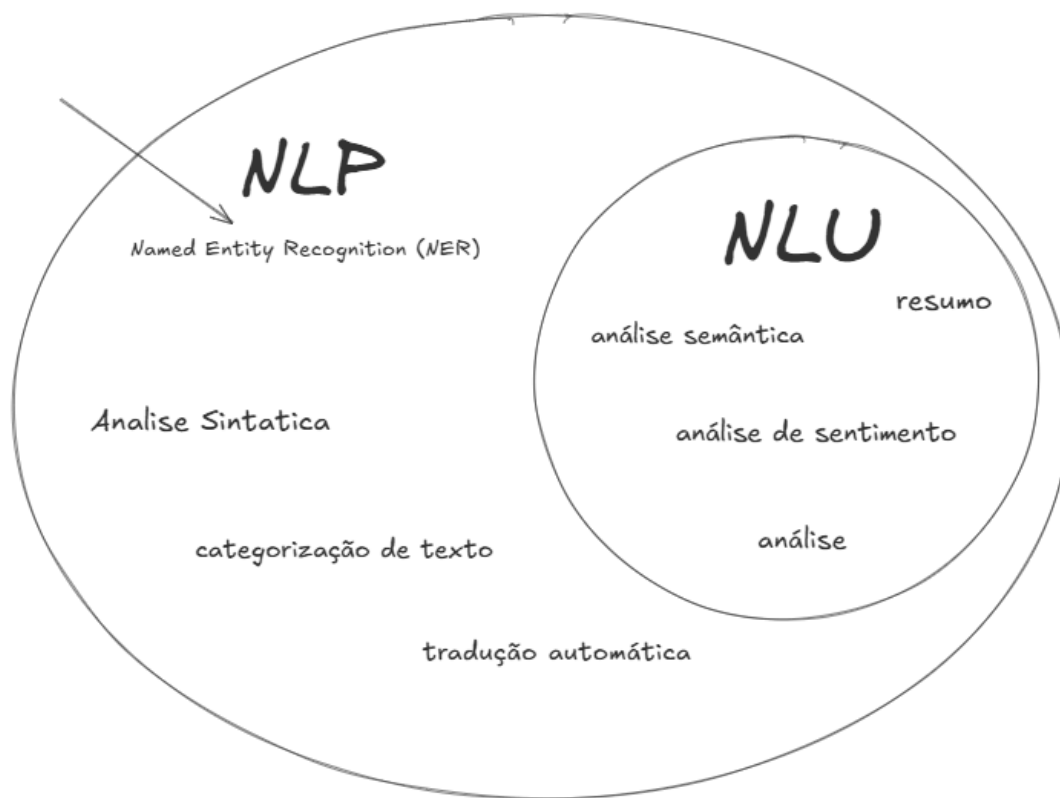 NLP
Named Entity Recognition (NER)
Analise Sintatica
categorização de texto
tradução automática
NLU
resumo
análise semântica
análise de sentimento
análise